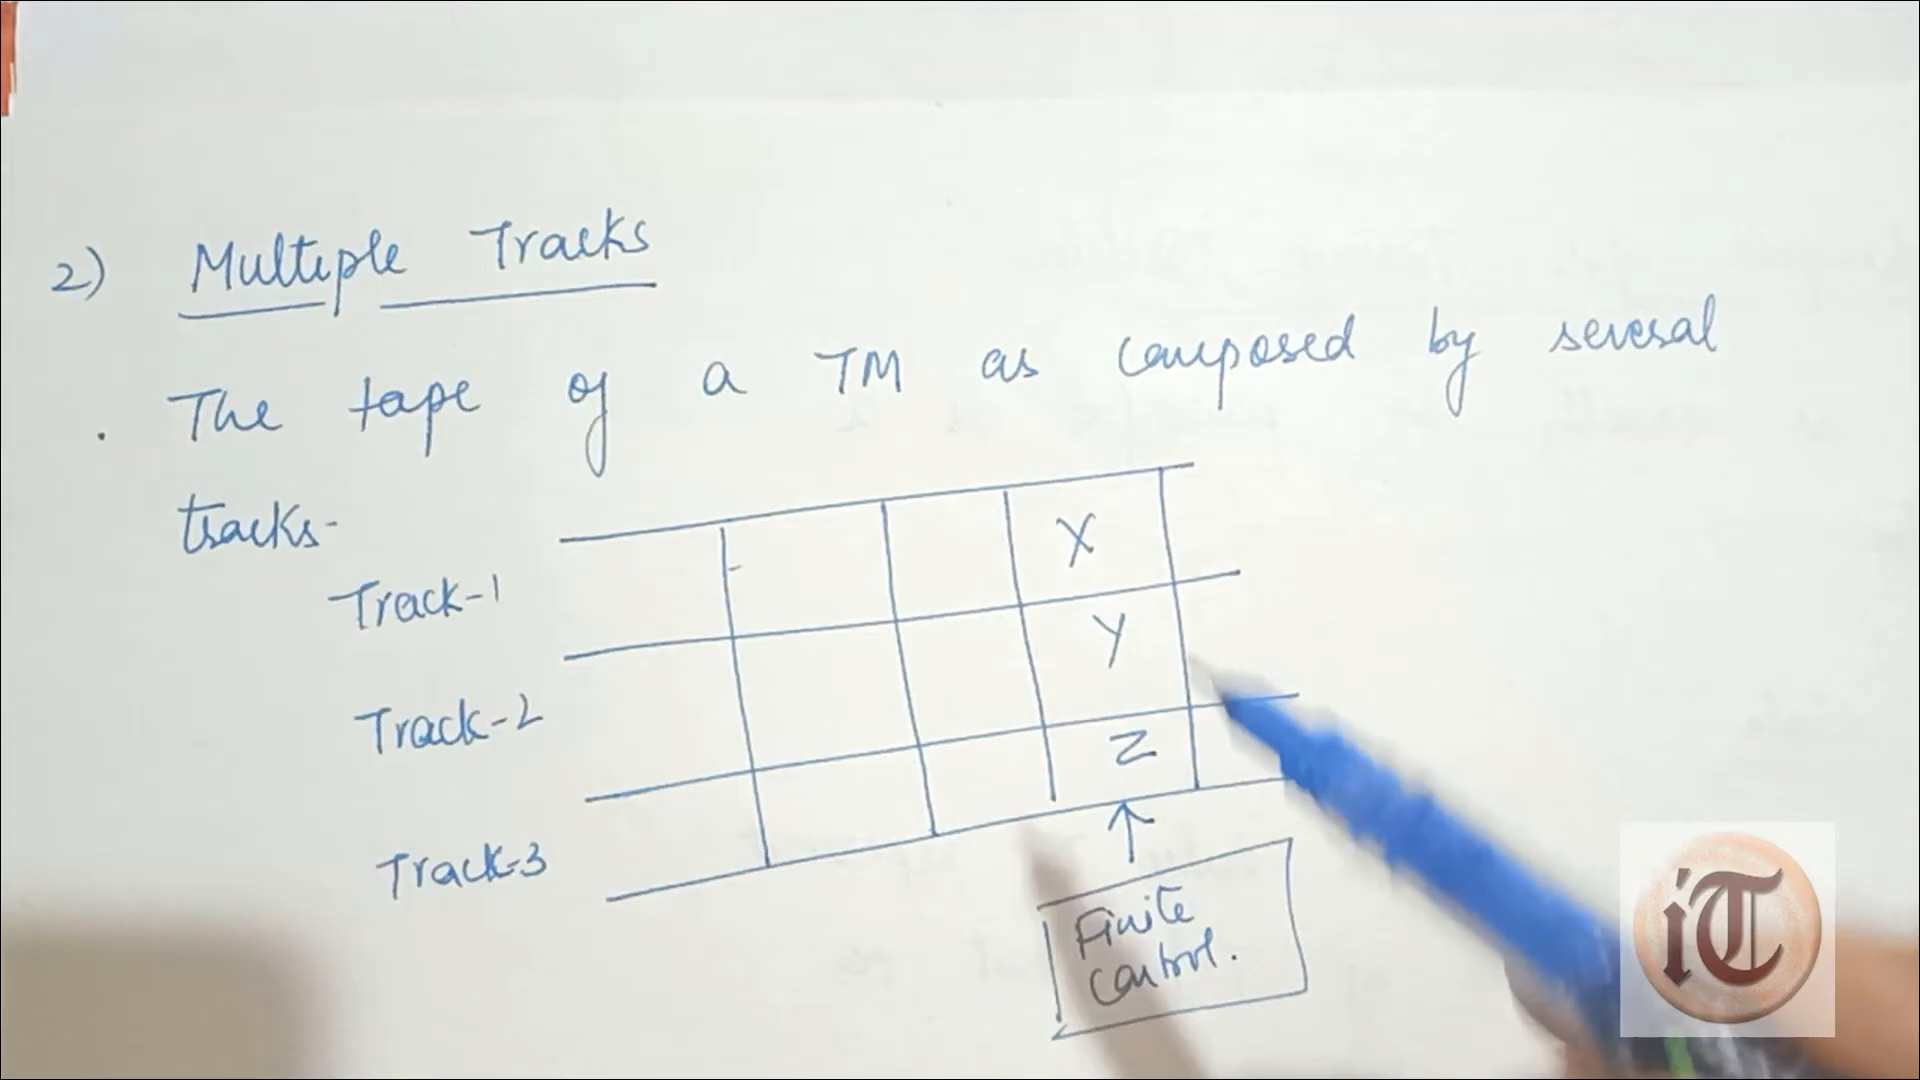 2) Multiple Tracks
The tape of a TM as composed by several
tracks-
Track-1
X
Track-2
Y
Track-3
Z
Finite
control.
iT